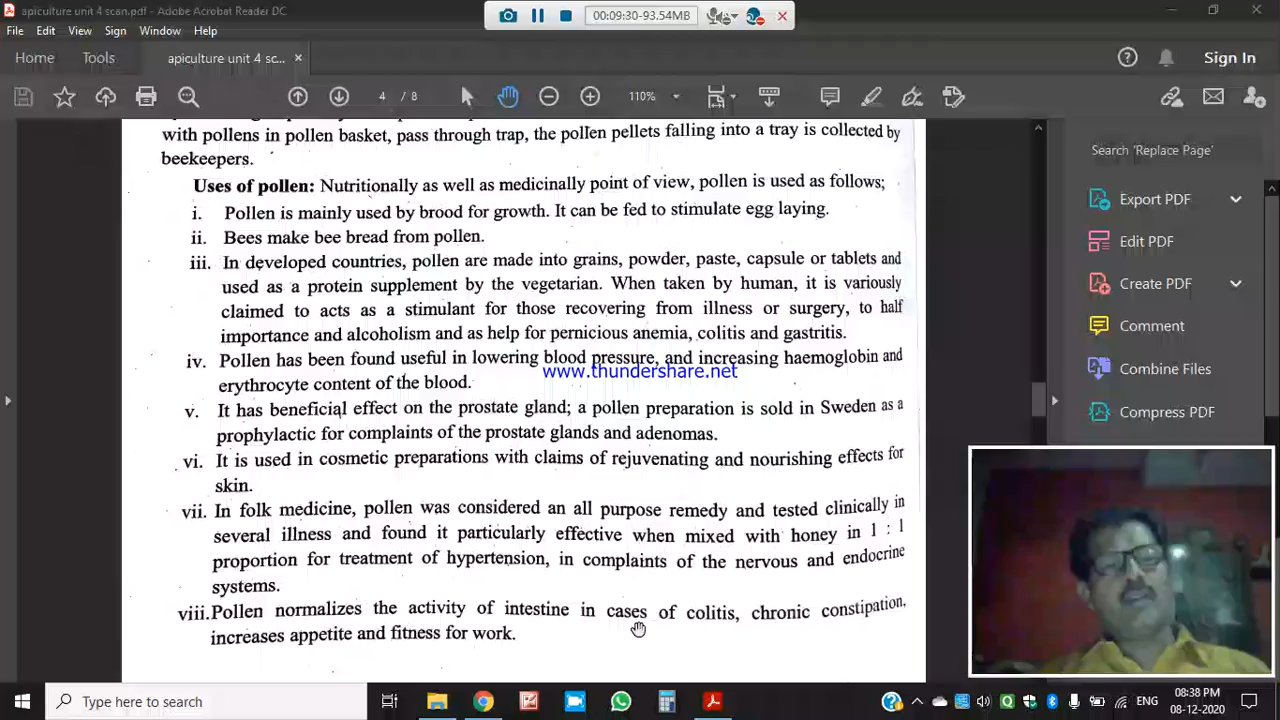 apiculture unit 4 scan.pdf - Adobe Acrobat Reader DC
00:09:30-93.54MB
File Edit View Sign Window Help
Home Tools apiculture unit 4 sc... × Sign In
4 / 8 110%
with pollens in pollen basket, pass through trap, the pollen pellets falling into a tray is collected by
beekeepers.
Uses of pollen: Nutritionally as well as medicinally point of view, pollen is used as follows;
i. Pollen is mainly used by brood for growth. It can be fed to stimulate egg laying.
ii. Bees make bee bread from pollen.
iii. In developed countries, pollen are made into grains, powder, paste, capsule or tablets and
used as a protein supplement by the vegetarian. When taken by human, it is variously
claimed to acts as a stimulant for those recovering from illness or surgery, to half
importance and alcoholism and as help for pernicious anemia, colitis and gastritis.
iv. Pollen has been found useful in lowering blood pressure, and increasing haemoglobin and
www.thundershare.net
erythrocyte content of the blood.
v. It has beneficial effect on the prostate gland; a pollen preparation is sold in Sweden as a
prophylactic for complaints of the prostate glands and adenomas.
vi. It is used in cosmetic preparations with claims of rejuvenating and nourishing effects for
skin.
vii. In folk medicine, pollen was considered an all purpose remedy and tested clinically in
several illness and found it particularly effective when mixed with honey in 1 : 1
proportion for treatment of hypertension, in complaints of the nervous and endocrine
systems.
viii. Pollen normalizes the activity of intestine in cases of colitis, chronic constipation,
increases appetite and fitness for work.
Search 'Replace Page'
Export PDF
Edit PDF
Create PDF
Comment
Combine Files
Compress PDF
Type here to search
ENG
08:38 PM
08-12-2020